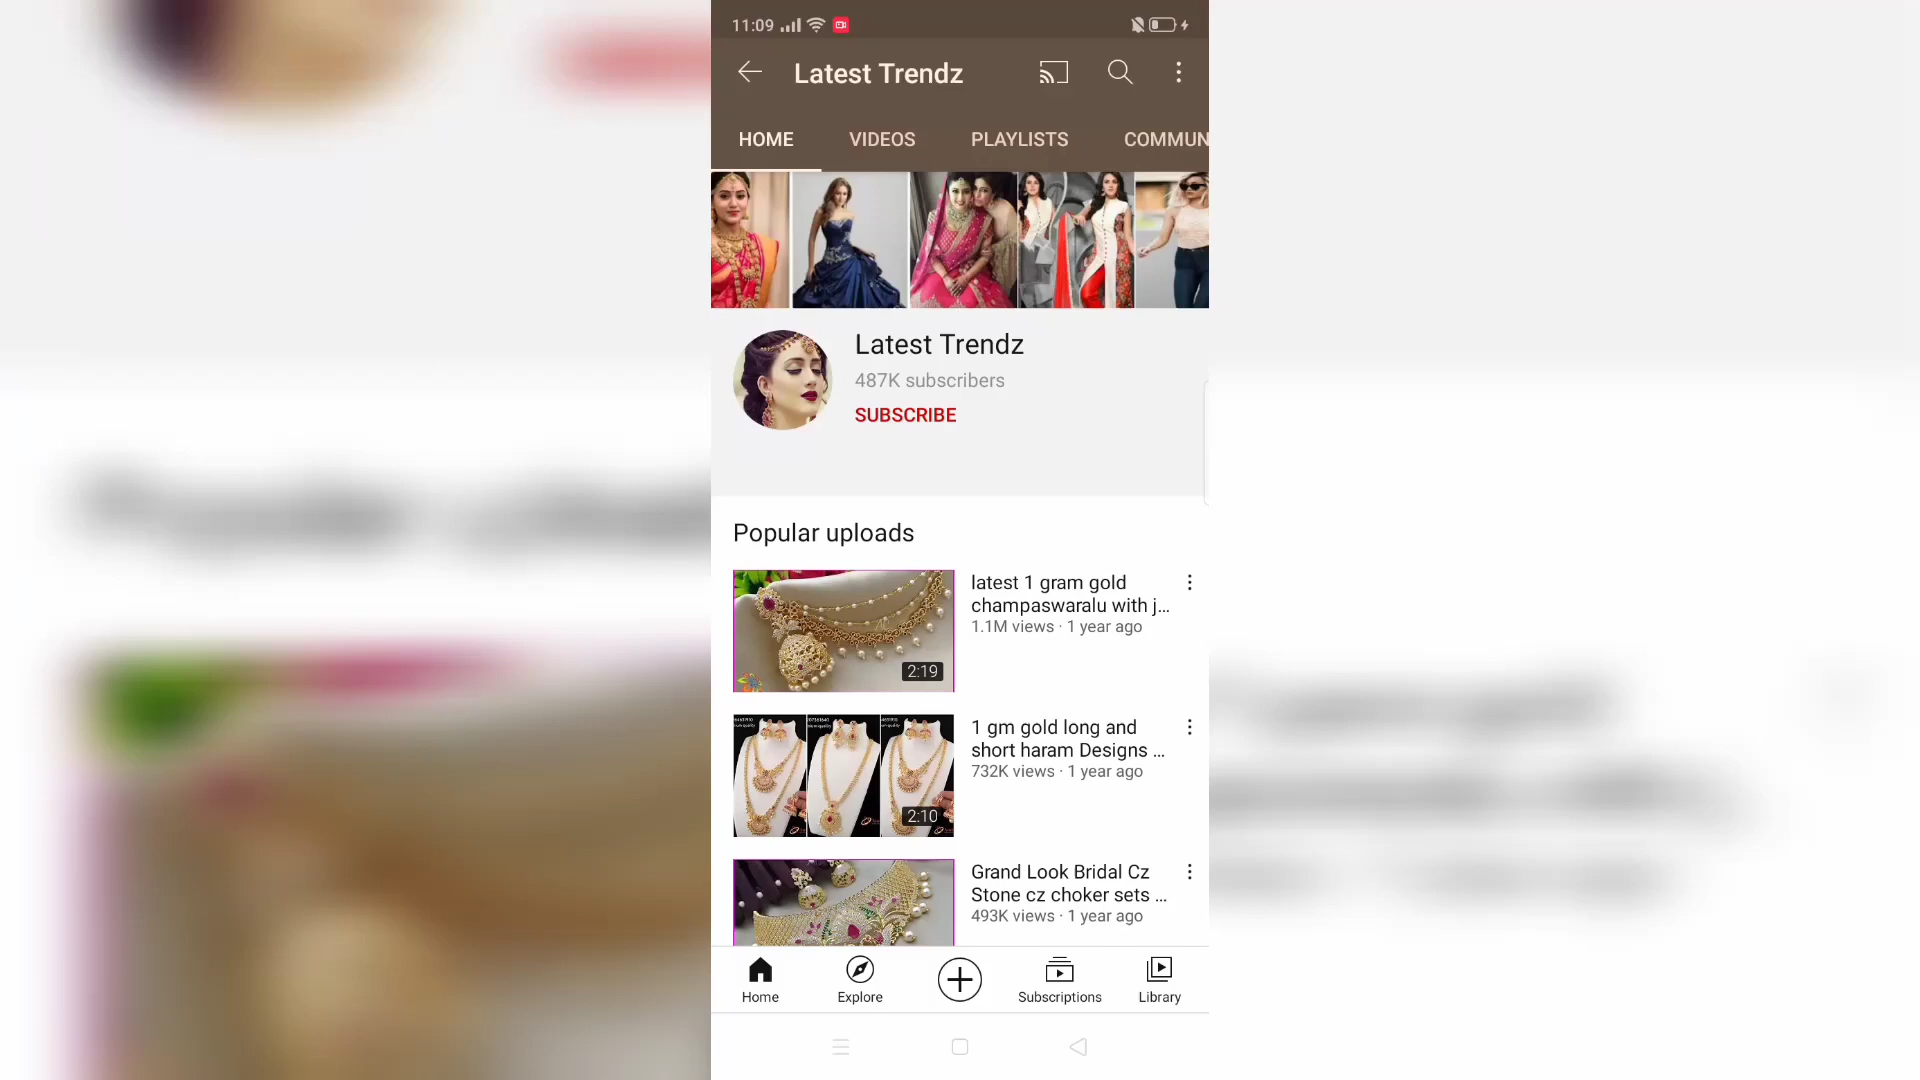 11:09
Latest Trendz
HOME VIDEOS PLAYLISTS COMMUN
Latest Trendz
487K subscribers
SUBSCRIBE
Popular uploads
latest 1 gram gold
champaswaralu with j...
1.1M views · 1 year ago
2:19
1 gm gold long and
short haram Designs ...
732K views · 1 year ago
2:10
Grand Look Bridal Cz
Stone cz choker sets ...
493K views · 1 year ago
Home Explore Subscriptions Library